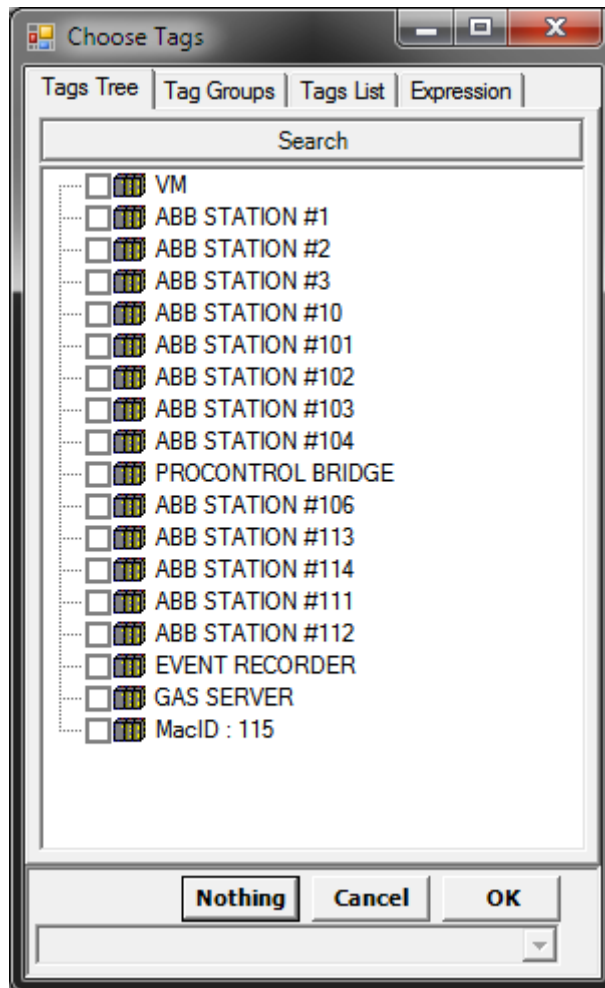 Choose Tags
Tags Tree Tag Groups Tags List Expression
Search
VM
ABB STATION #1
ABB STATION #2
ABB STATION #3
ABB STATION #10
ABB STATION #101
ABB STATION #102
ABB STATION #103
ABB STATION #104
PROCONTROL BRIDGE
ABB STATION #106
ABB STATION #113
ABB STATION #114
ABB STATION #111
ABB STATION #112
EVENT RECORDER
GAS SERVER
MacID : 115
Nothing Cancel OK